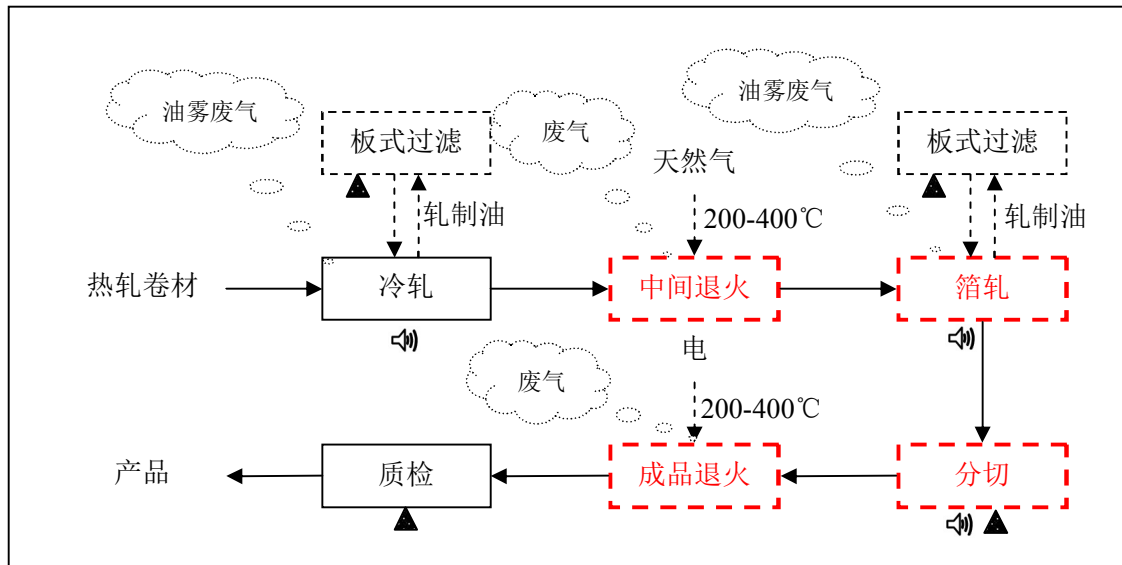 油雾废气
板式过滤
废气
油雾废气
板式过滤
天然气
轧制油
200-400℃
轧制油
热轧卷材
冷轧
中间退火
箔轧
电
废气
200-400℃
产品
质检
成品退火
分切